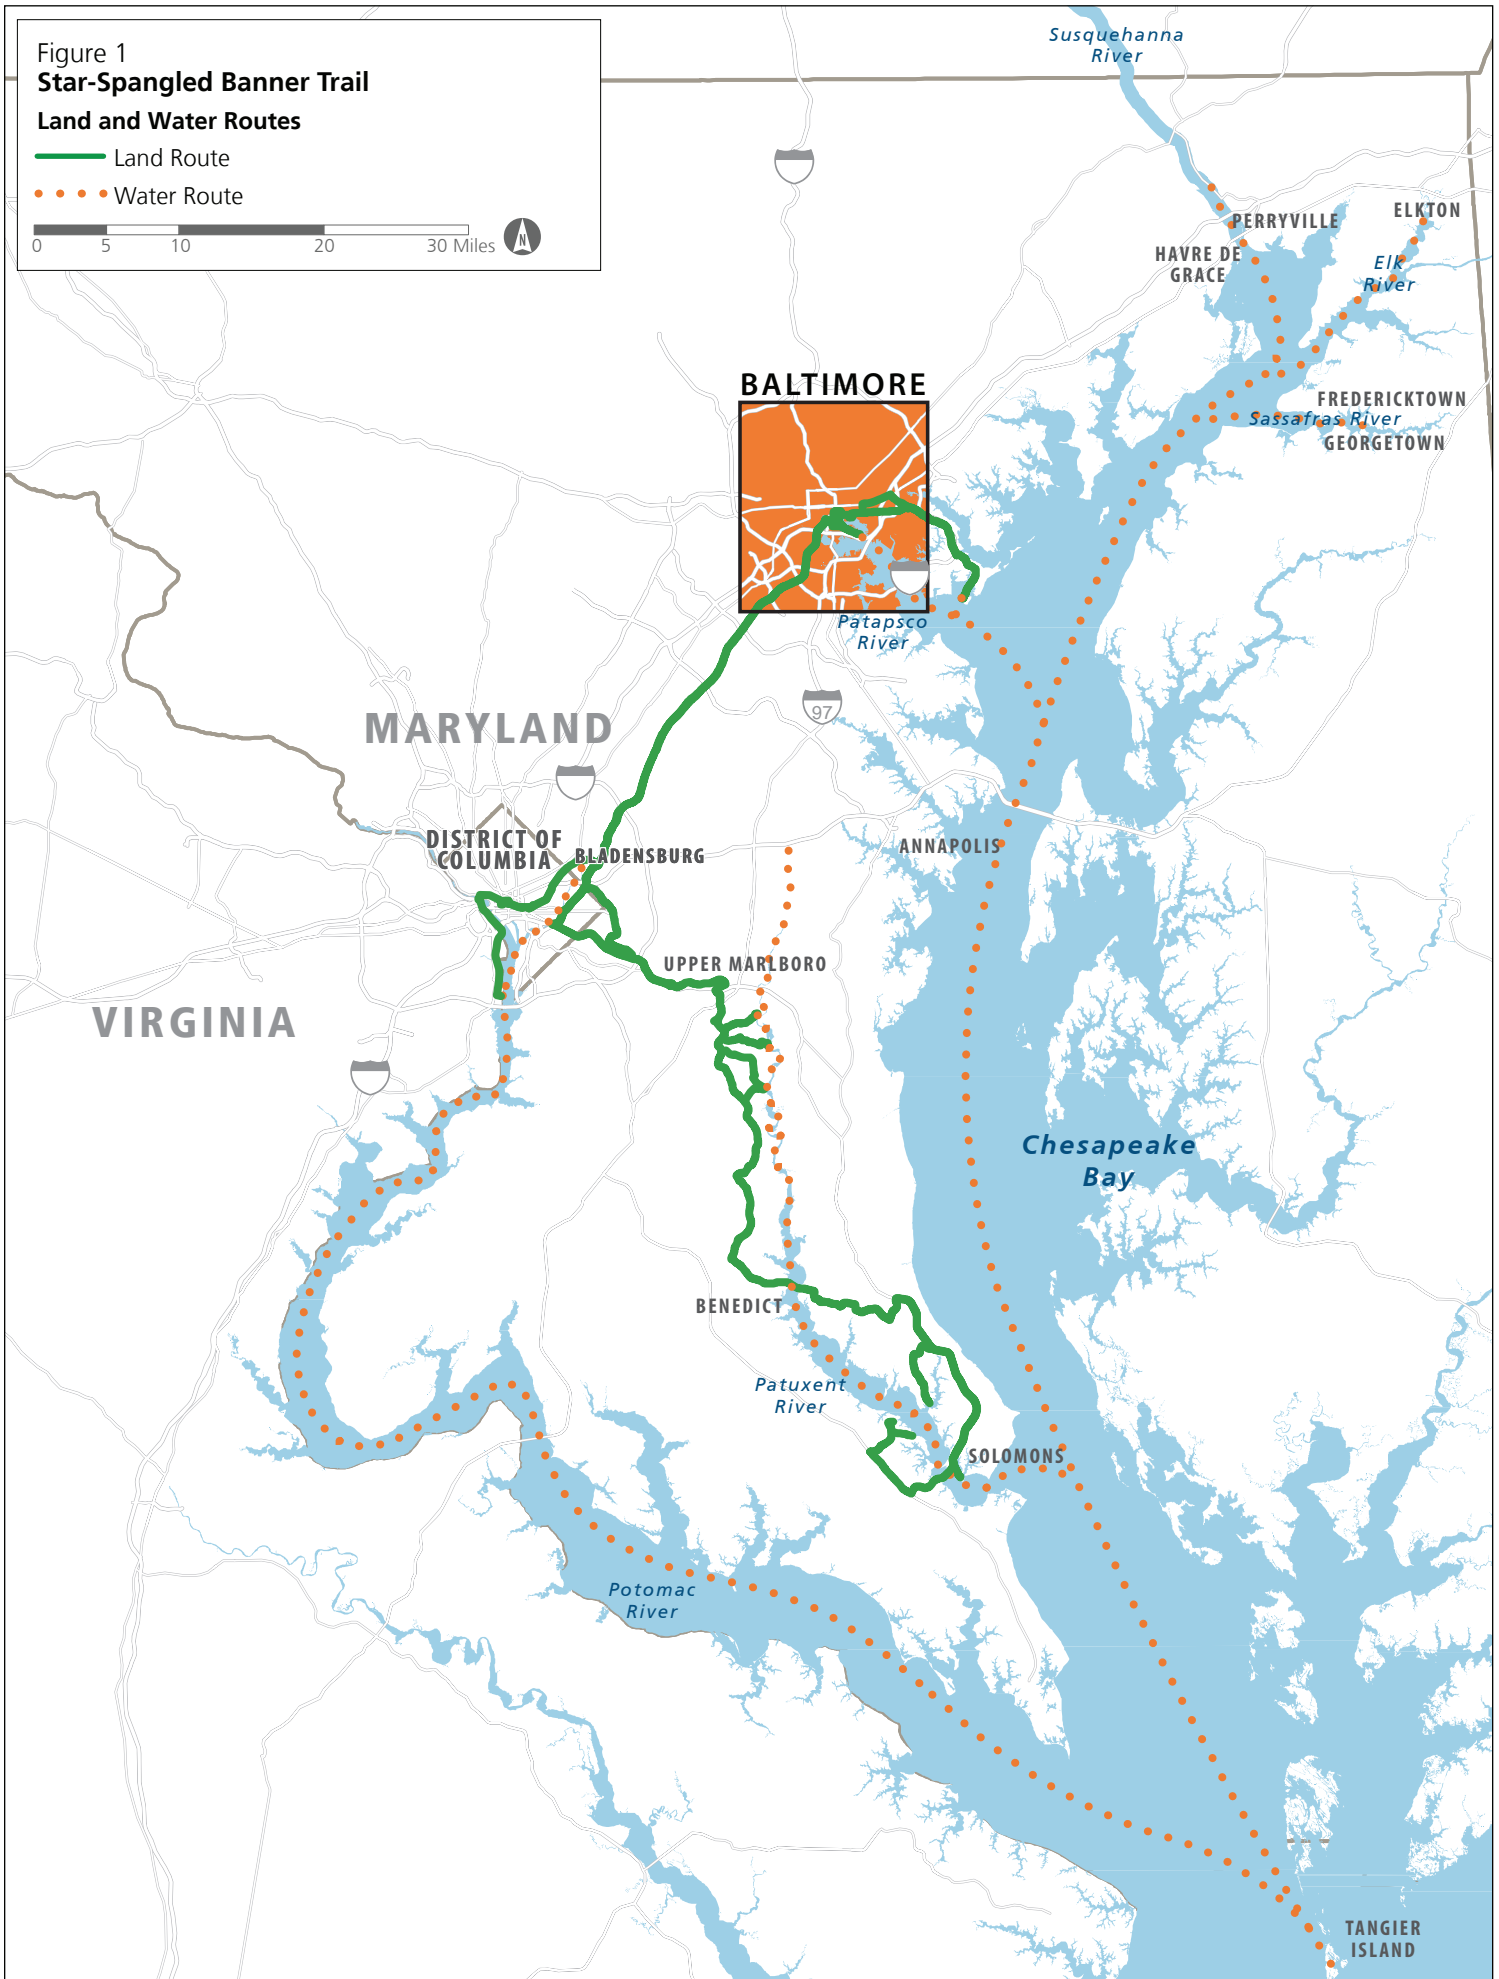 Figure 1
Star-Spangled Banner Trail
Land and Water Routes
Land Route
Water Route
0 5 10 20 30 Miles
N
Susquehanna
River
PERRYVILLE
ELKTON
HAVRE DE
GRACE
Elk
River
BALTIMORE
FREDERICKTOWN
Sassafras River
GEORGETOWN
Patapsco
River
97
MARYLAND
DISTRICT OF
COLUMBIA
BLADENSBURG
ANNAPOLIS
UPPER MARLBORO
VIRGINIA
Chesapeake
Bay
BENEDICT
Patuxent
River
SOLOMONS
Potomac
River
TANGIER
ISLAND